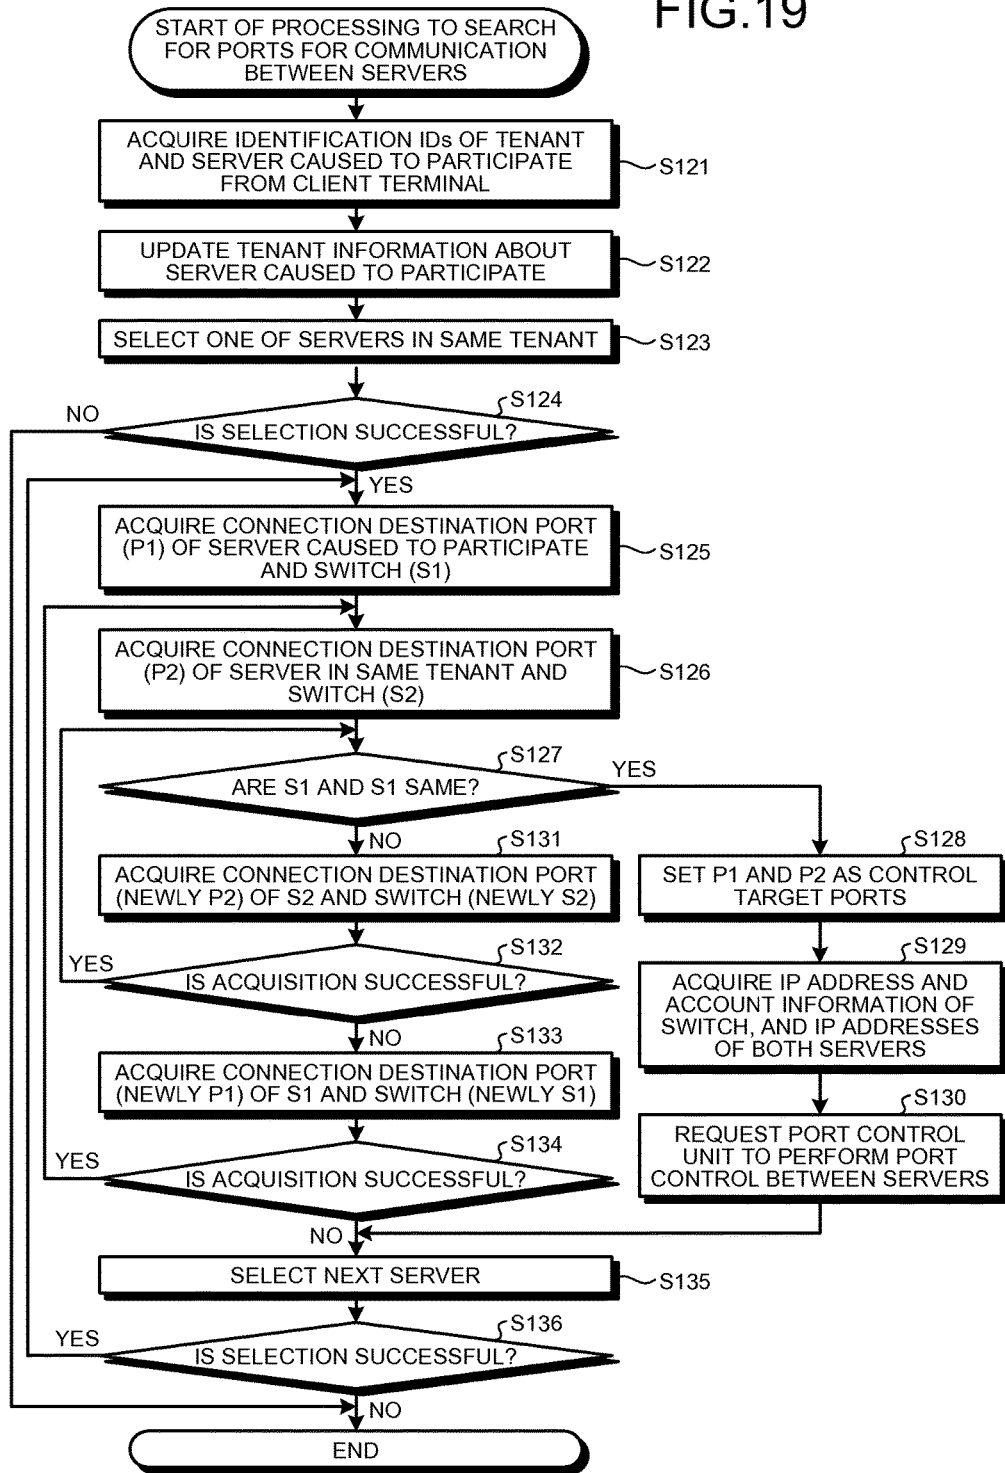 FIG.19
START OF PROCESSING TO SEARCH
FOR PORTS FOR COMMUNICATION
BETWEEN SERVERS
ACQUIRE IDENTIFICATION IDs OF TENANT
AND SERVER CAUSED TO PARTICIPATE
FROM CLIENT TERMINAL
S121
UPDATE TENANT INFORMATION ABOUT
SERVER CAUSED TO PARTICIPATE
S122
SELECT ONE OF SERVERS IN SAME TENANT
S123
S124
NO
IS SELECTION SUCCESSFUL?
YES
ACQUIRE CONNECTION DESTINATION PORT
(P1) OF SERVER CAUSED TO PARTICIPATE
AND SWITCH (S1)
S125
ACQUIRE CONNECTION DESTINATION PORT
(P2) OF SERVER IN SAME TENANT AND
SWITCH (S2)
S126
S127
ARE S1 AND S1 SAME?
YES
NO
S131
ACQUIRE CONNECTION DESTINATION PORT
(NEWLY P2) OF S2 AND SWITCH (NEWLY S2)
S128
SET P1 AND P2 AS CONTROL
TARGET PORTS
S132
YES
IS ACQUISITION SUCCESSFUL?
NO
S129
ACQUIRE IP ADDRESS AND
ACCOUNT INFORMATION OF
SWITCH, AND IP ADDRESSES
OF BOTH SERVERS
S133
ACQUIRE CONNECTION DESTINATION PORT
(NEWLY P1) OF S1 AND SWITCH (NEWLY S1)
S130
REQUEST PORT CONTROL
UNIT TO PERFORM PORT
CONTROL BETWEEN SERVERS
S134
YES
IS ACQUISITION SUCCESSFUL?
NO
SELECT NEXT SERVER
S135
S136
YES
IS SELECTION SUCCESSFUL?
NO
END